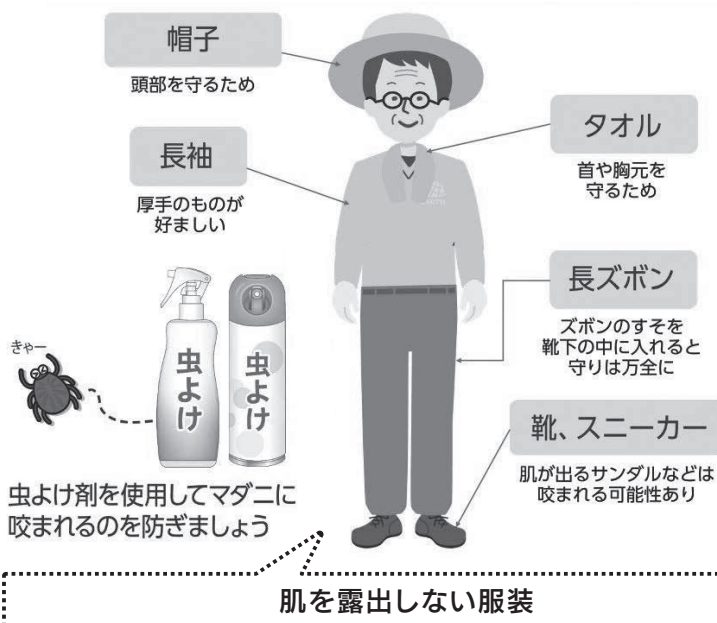 帽子
頭部を守るため
長袖
厚手のものが
好ましい
タオル
首や胸元を
守るため
長ズボン
ズボンのすそを
靴下の中に入れると
守りは万全に
靴、スニーカー
肌が出るサンダルなどは
咬まれる可能性あり
きゃー
虫よけ
虫よけ
虫よけ剤を使用してマダニに
咬まれるのを防ぎましょう
肌を露出しない服装